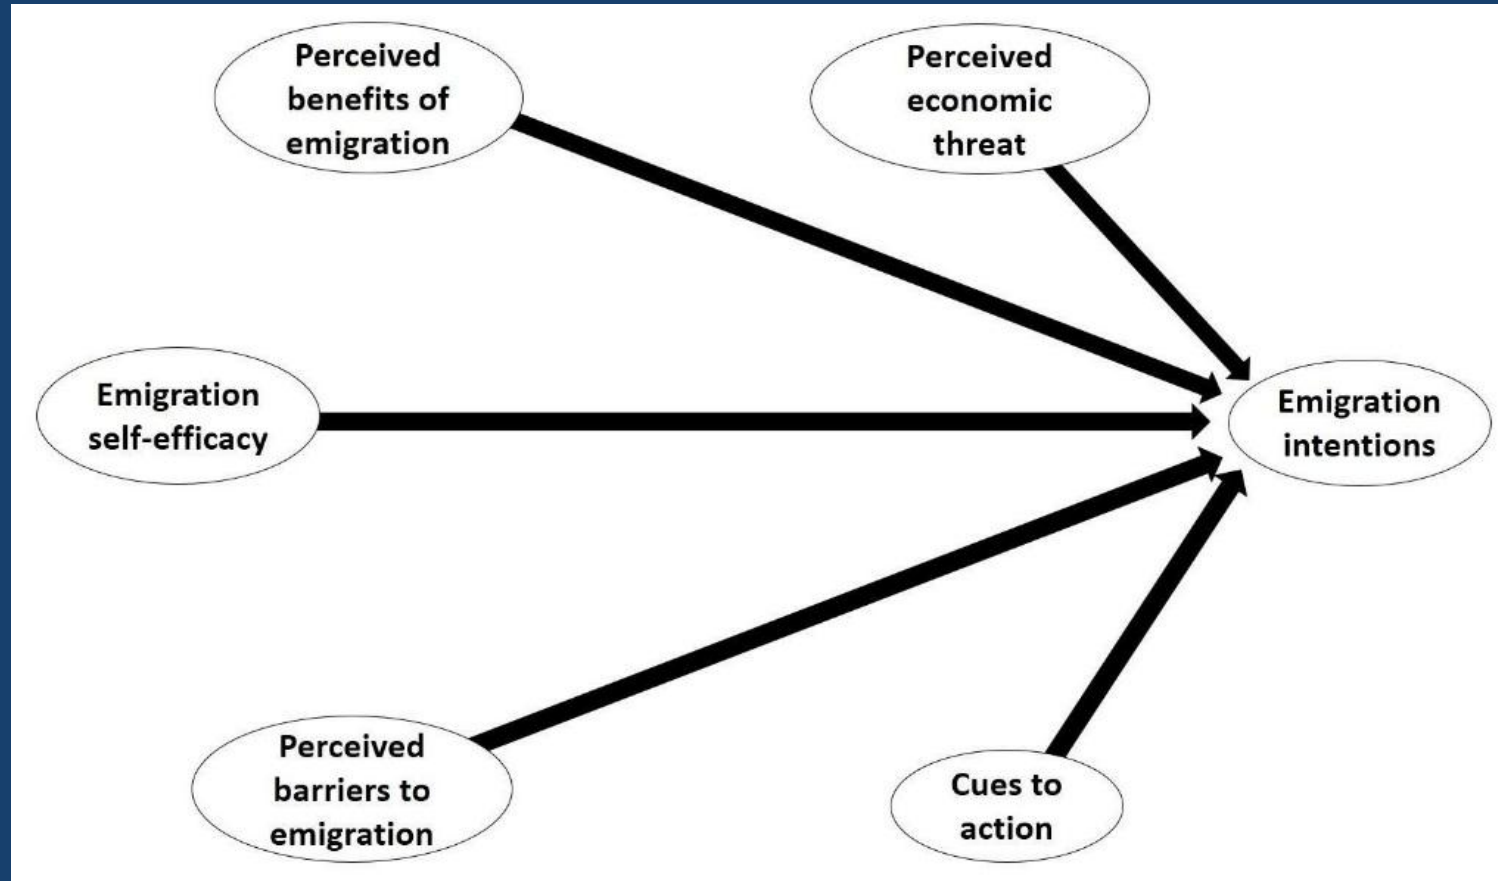 Perceived
benefits of
emigration
Perceived
economic
threat
Emigration
self-efficacy
Emigration
intentions
Perceived
barriers to
emigration
Cues to
action